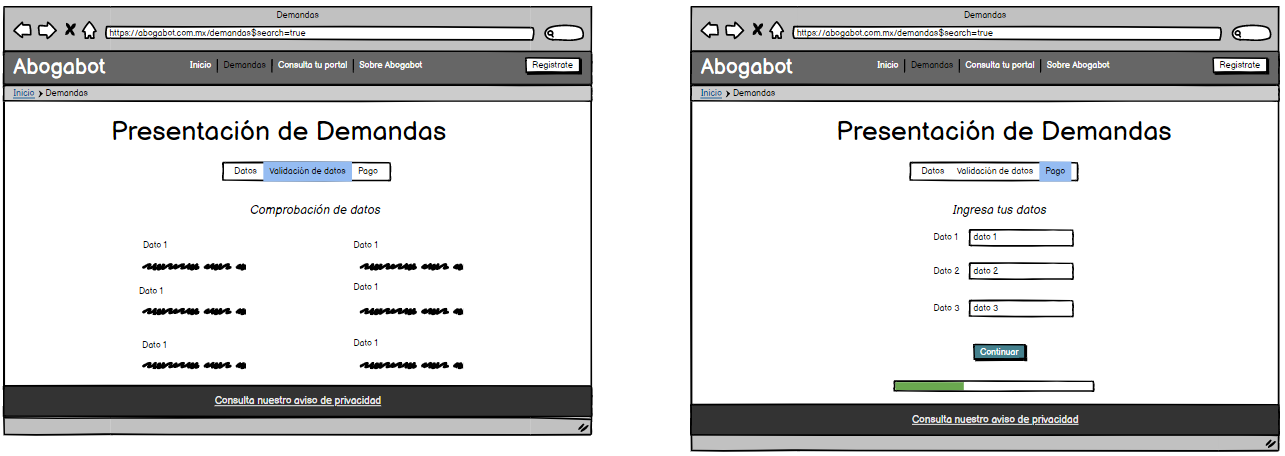 Demandas
https://abogabot.com.mx/demandas$search=true
Abogabot
Inicio Demandas Consulta tu portal Sobre Abogabot
Registrate
Inicio > Demandas
Presentación de Demandas
Datos Validación de datos Pago
Comprobación de datos
Dato 1 Dato 1
Dato 1 Dato 1
Dato 1 Dato 1
Consulta nuestro aviso de privacidad
Demandas
https://abogabot.com.mx/demandas$search=true
Abogabot
Inicio Demandas Consulta tu portal Sobre Abogabot
Registrate
Inicio > Demandas
Presentación de Demandas
Datos Validación de datos Pago
Ingresa tus datos
Dato 1 dato 1
Dato 2 dato 2
Dato 3 dato 3
Continuar
Consulta nuestro aviso de privacidad